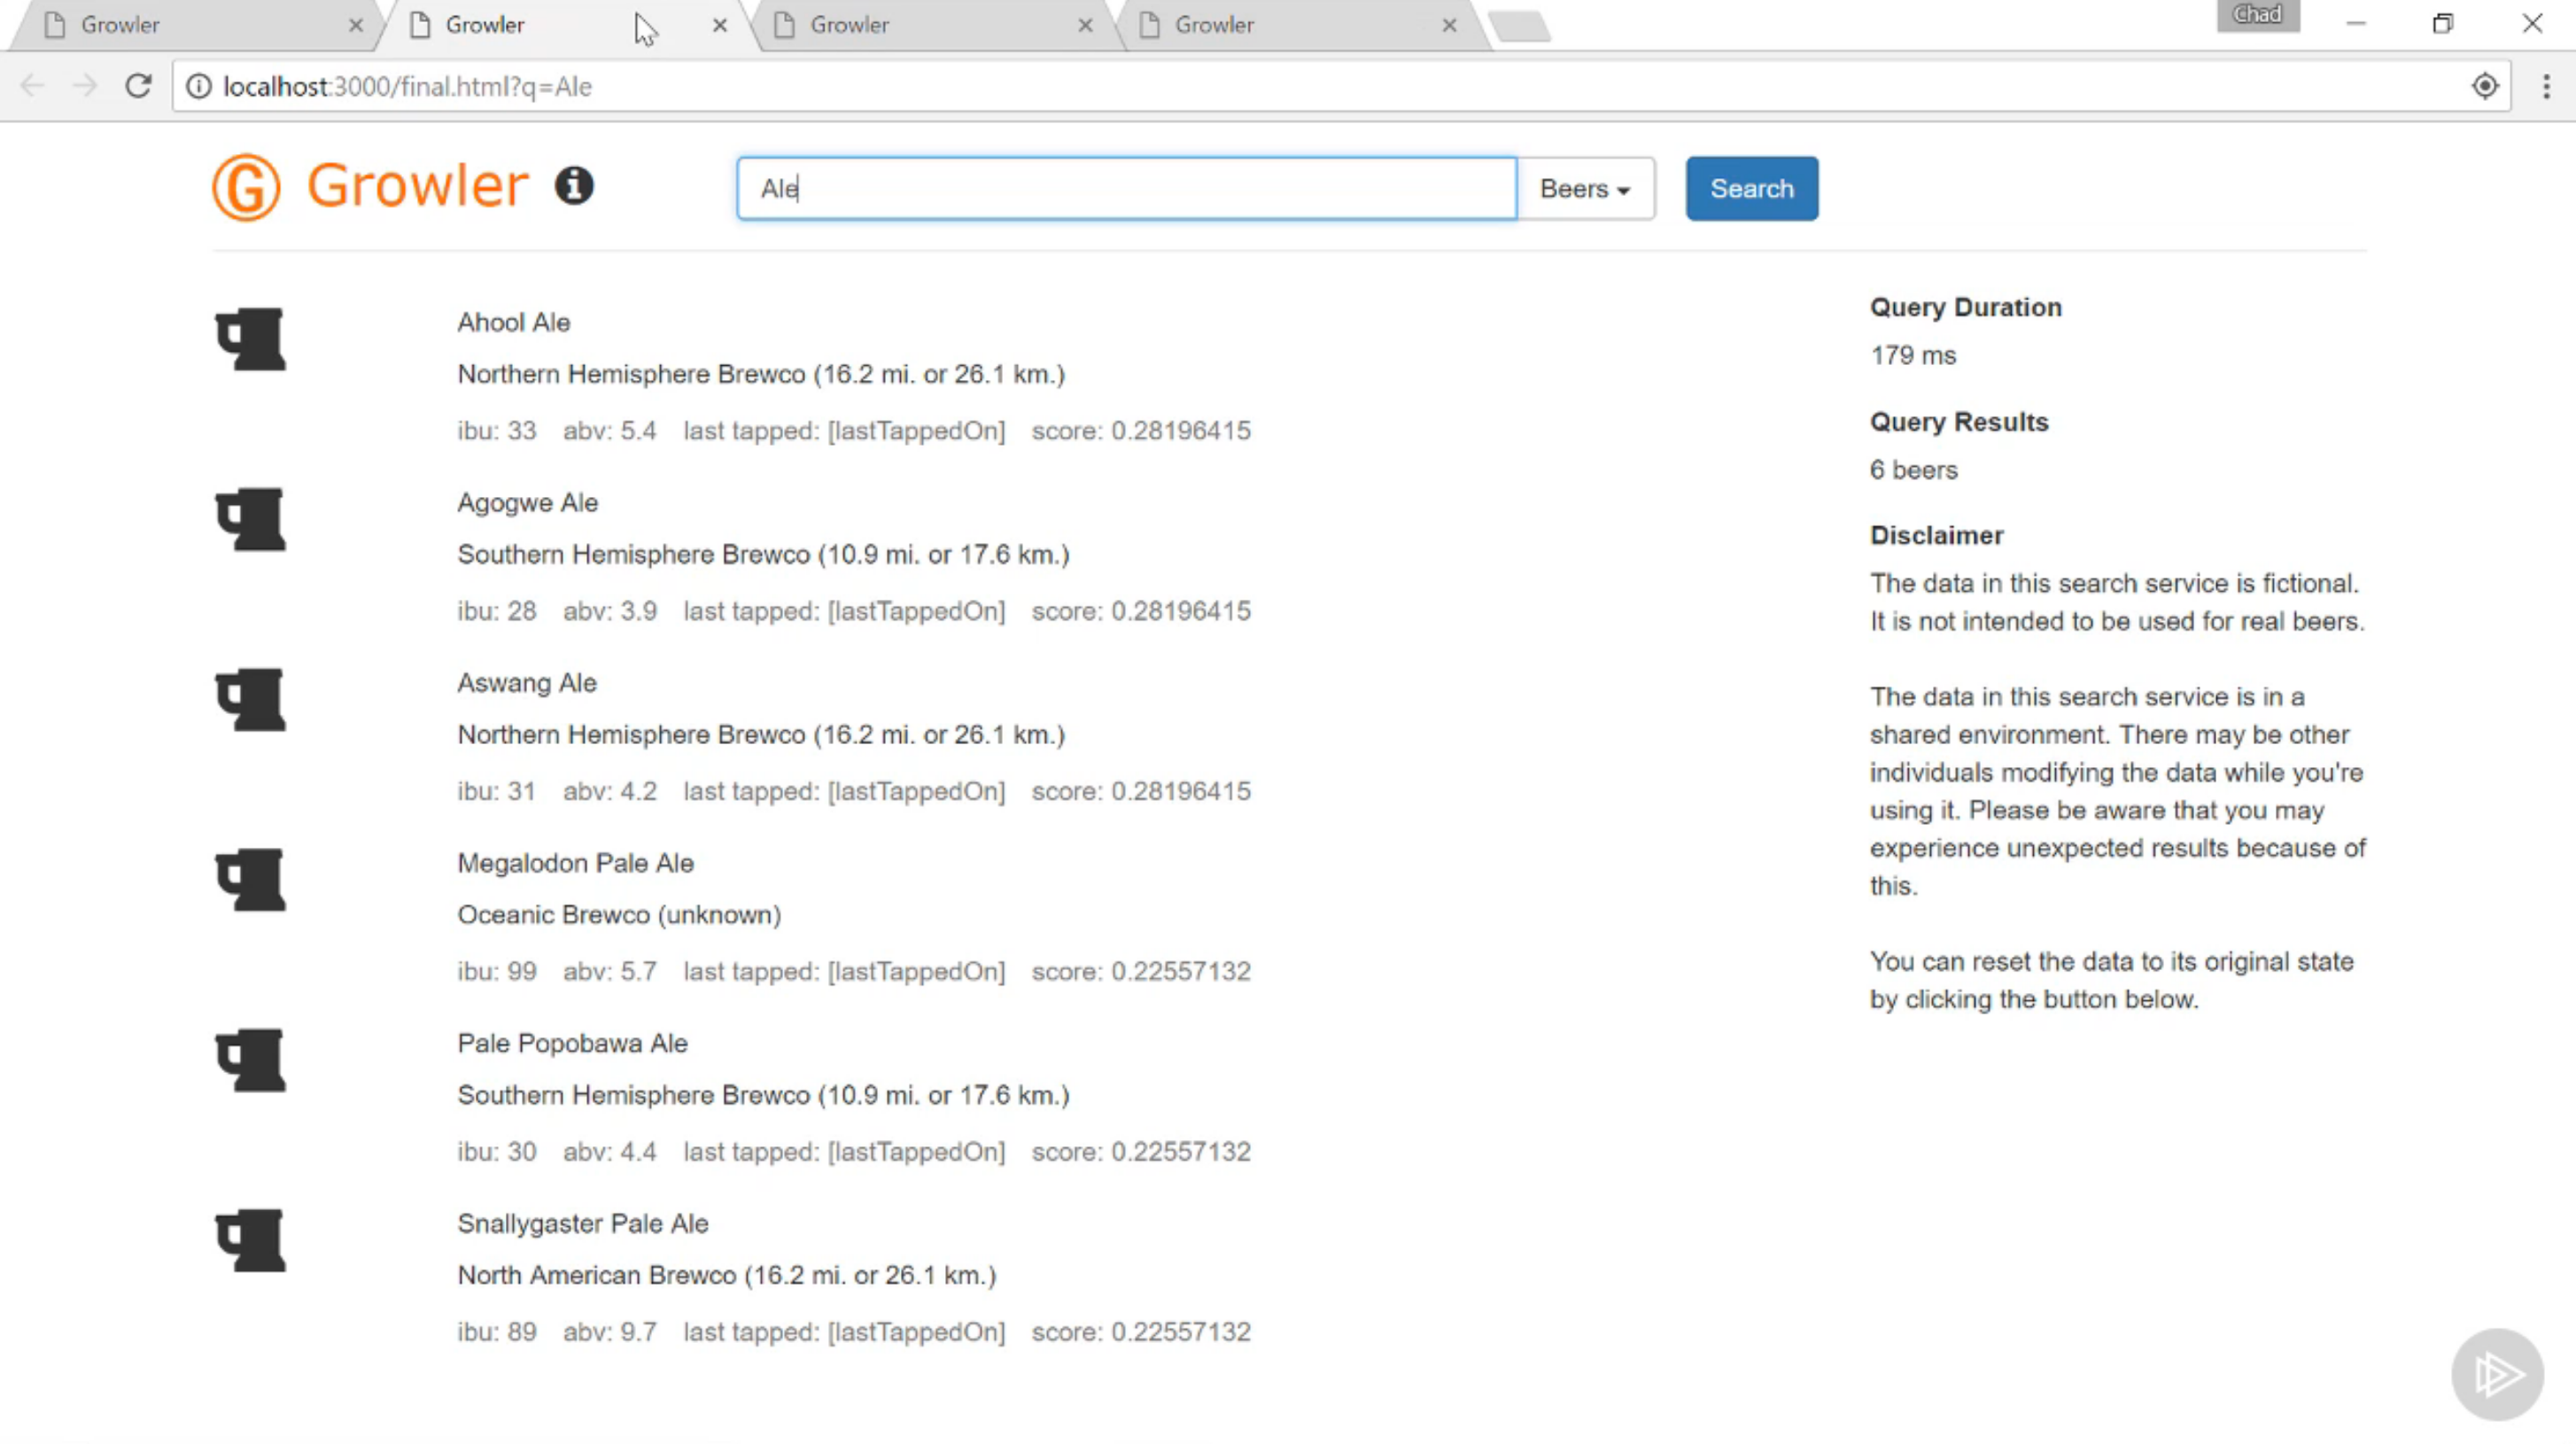 Growler
Growler
Growler
Growler
Chad
localhost:3000/final.html?q=Ale
G Growler
Ale
Beers
Search
Ahool Ale
Northern Hemisphere Brewco (16.2 mi. or 26.1 km.)
ibu: 33 abv: 5.4 last tapped: [lastTappedOn] score: 0.28196415
Agogwe Ale
Southern Hemisphere Brewco (10.9 mi. or 17.6 km.)
ibu: 28 abv: 3.9 last tapped: [lastTappedOn] score: 0.28196415
Aswang Ale
Northern Hemisphere Brewco (16.2 mi. or 26.1 km.)
ibu: 31 abv: 4.2 last tapped: [lastTappedOn] score: 0.28196415
Megalodon Pale Ale
Oceanic Brewco (unknown)
ibu: 99 abv: 5.7 last tapped: [lastTappedOn] score: 0.22557132
Pale Popobawa Ale
Southern Hemisphere Brewco (10.9 mi. or 17.6 km.)
ibu: 30 abv: 4.4 last tapped: [lastTappedOn] score: 0.22557132
Snallygaster Pale Ale
North American Brewco (16.2 mi. or 26.1 km.)
ibu: 89 abv: 9.7 last tapped: [lastTappedOn] score: 0.22557132
Query Duration
179 ms
Query Results
6 beers
Disclaimer
The data in this search service is fictional.
It is not intended to be used for real beers.
The data in this search service is in a
shared environment. There may be other
individuals modifying the data while you're
using it. Please be aware that you may
experience unexpected results because of
this.
You can reset the data to its original state
by clicking the button below.